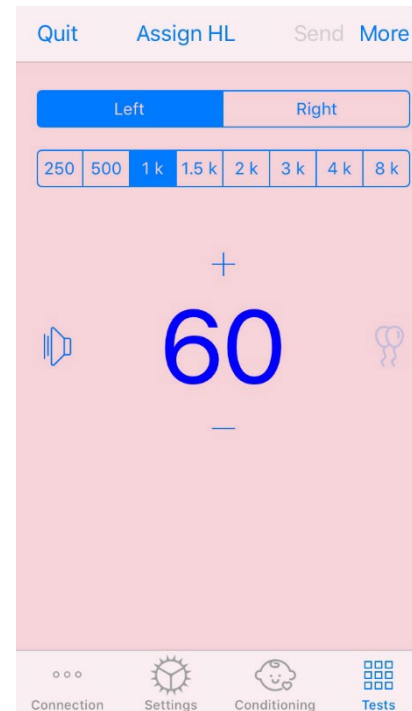 Quit Assign HL Send More
Left Right
250 500 1 k 1.5 k 2 k 3 k 4 k 8 k
+
60
—
Connection Settings Conditioning Tests